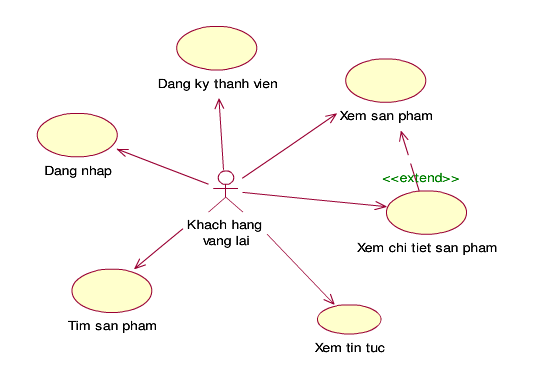 Dang ky thanh vien
Xem san pham
Dang nhap
<<extend>>
Khach hang
vang lai
Xem chi tiet san pham
Tim san pham
Xem tin tuc